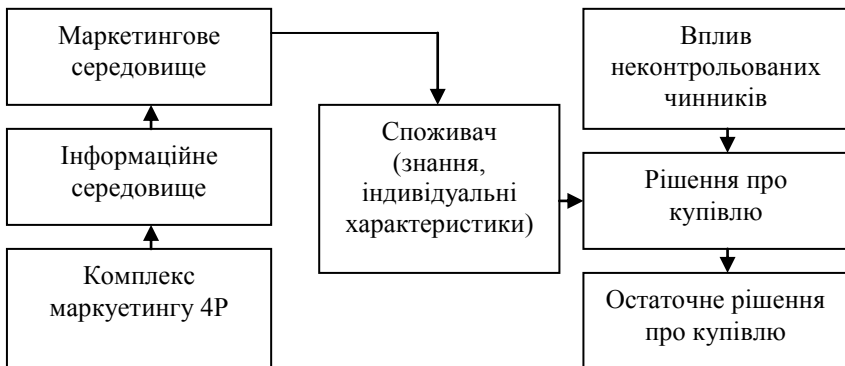 Маркетингове
середовище
Інформаційне
середовище
Комплекс
маркуетингу 4Р
Споживач
(знання,
індивідуальні
характеристики)
Вплив
неконтрольованих
чинників
Рішення про
купівлю
Остаточне рішення
про купівлю